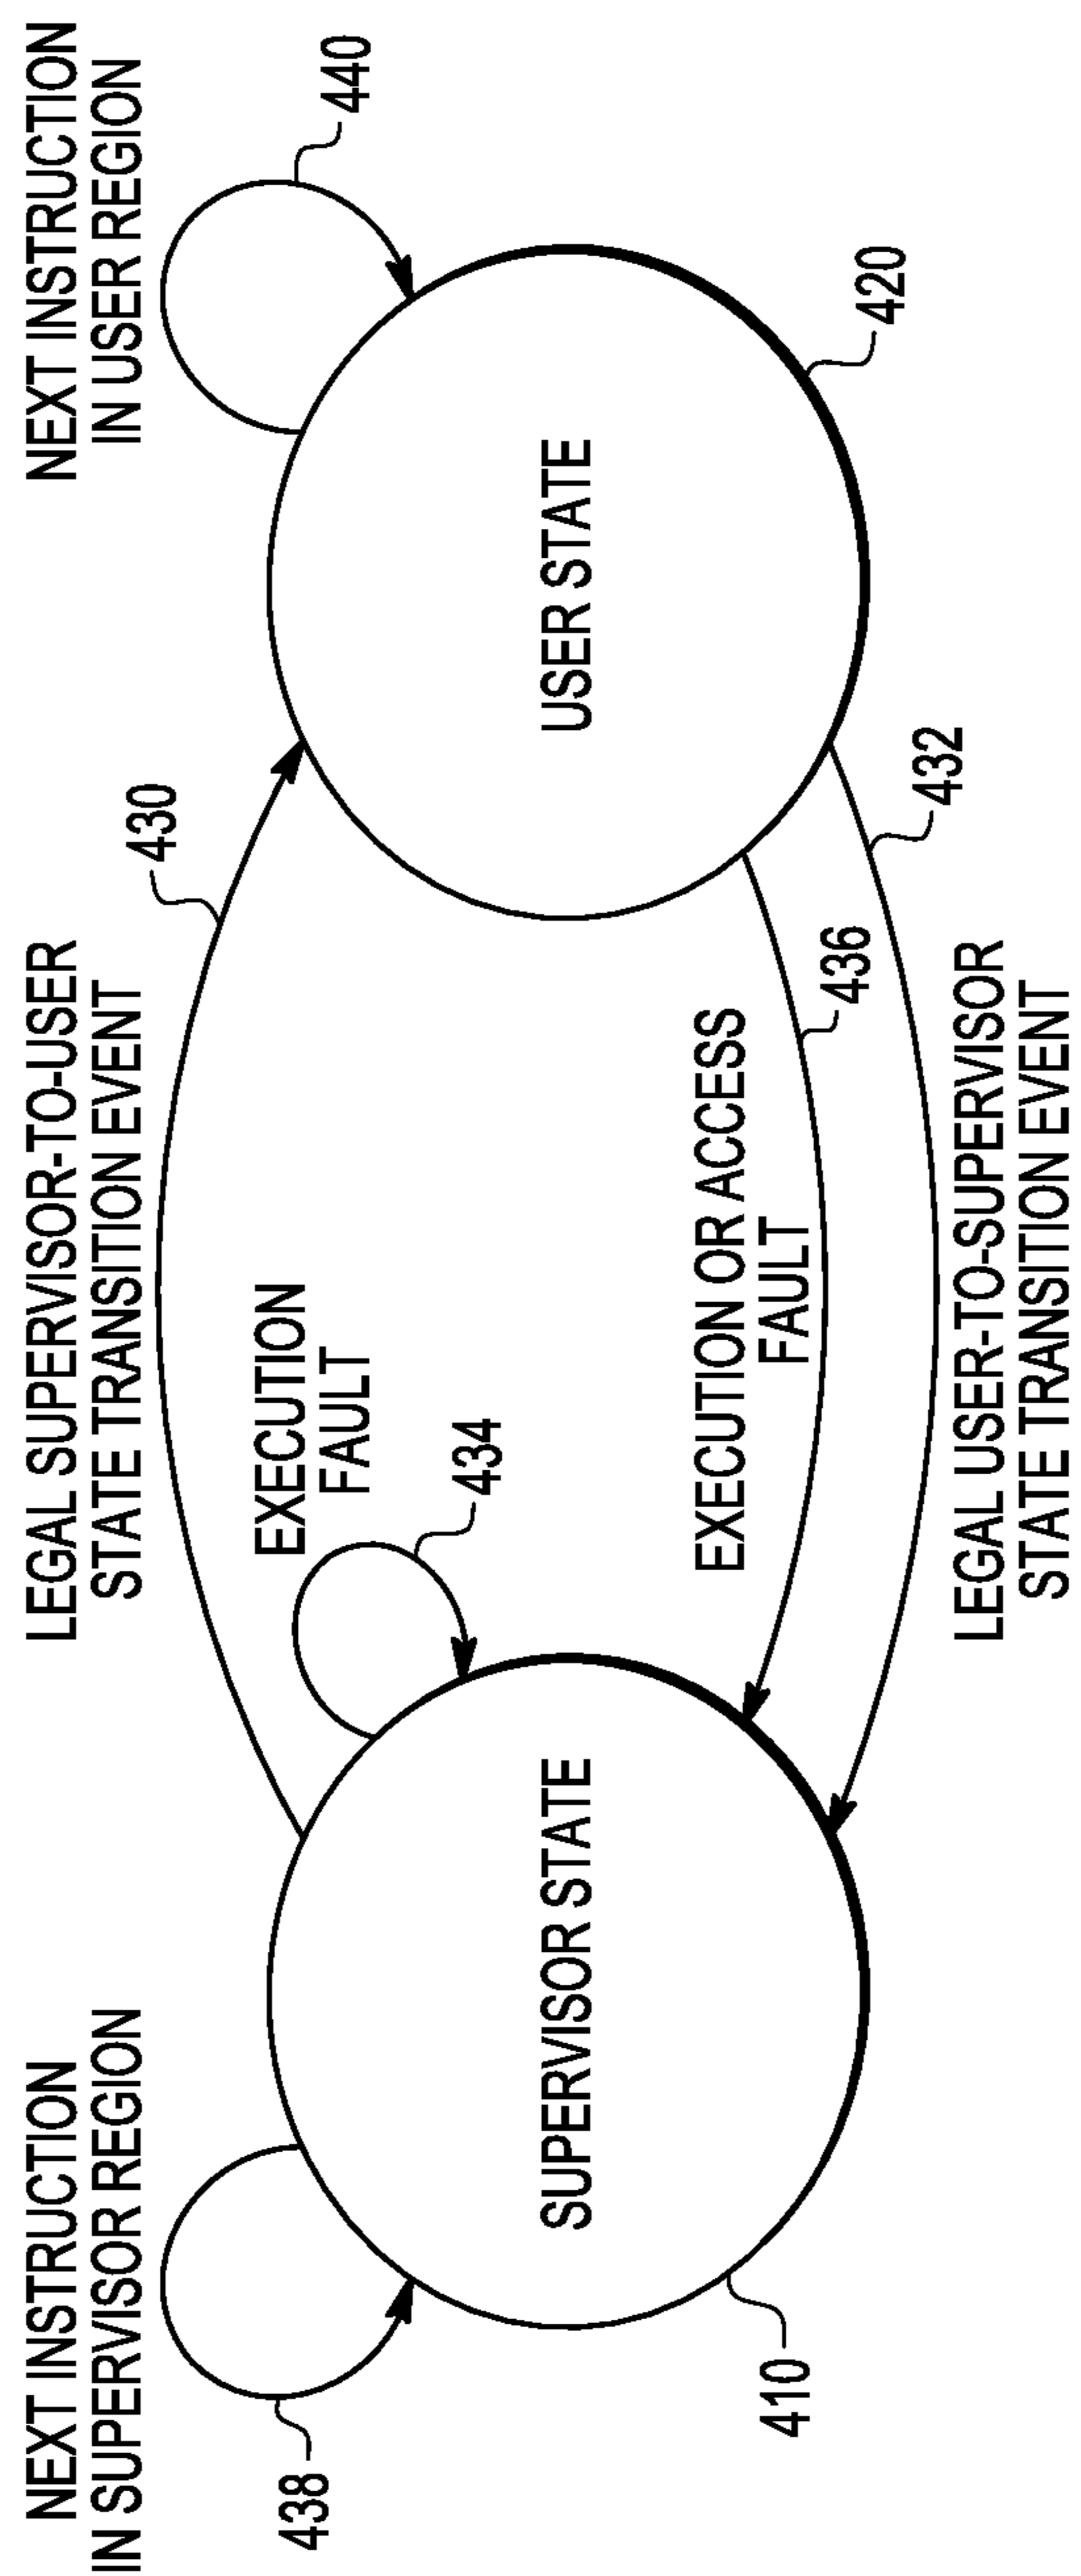 NEXT INSTRUCTION
IN SUPERVISOR REGION
438
LEGAL SUPERVISOR-TO-USER
STATE TRANSITION EVENT
430
NEXT INSTRUCTION
IN USER REGION
440
EXECUTION
FAULT
434
SUPERVISOR STATE
410
USER STATE
420
EXECUTION OR ACCESS
FAULT
436
432
LEGAL USER-TO-SUPERVISOR
STATE TRANSITION EVENT